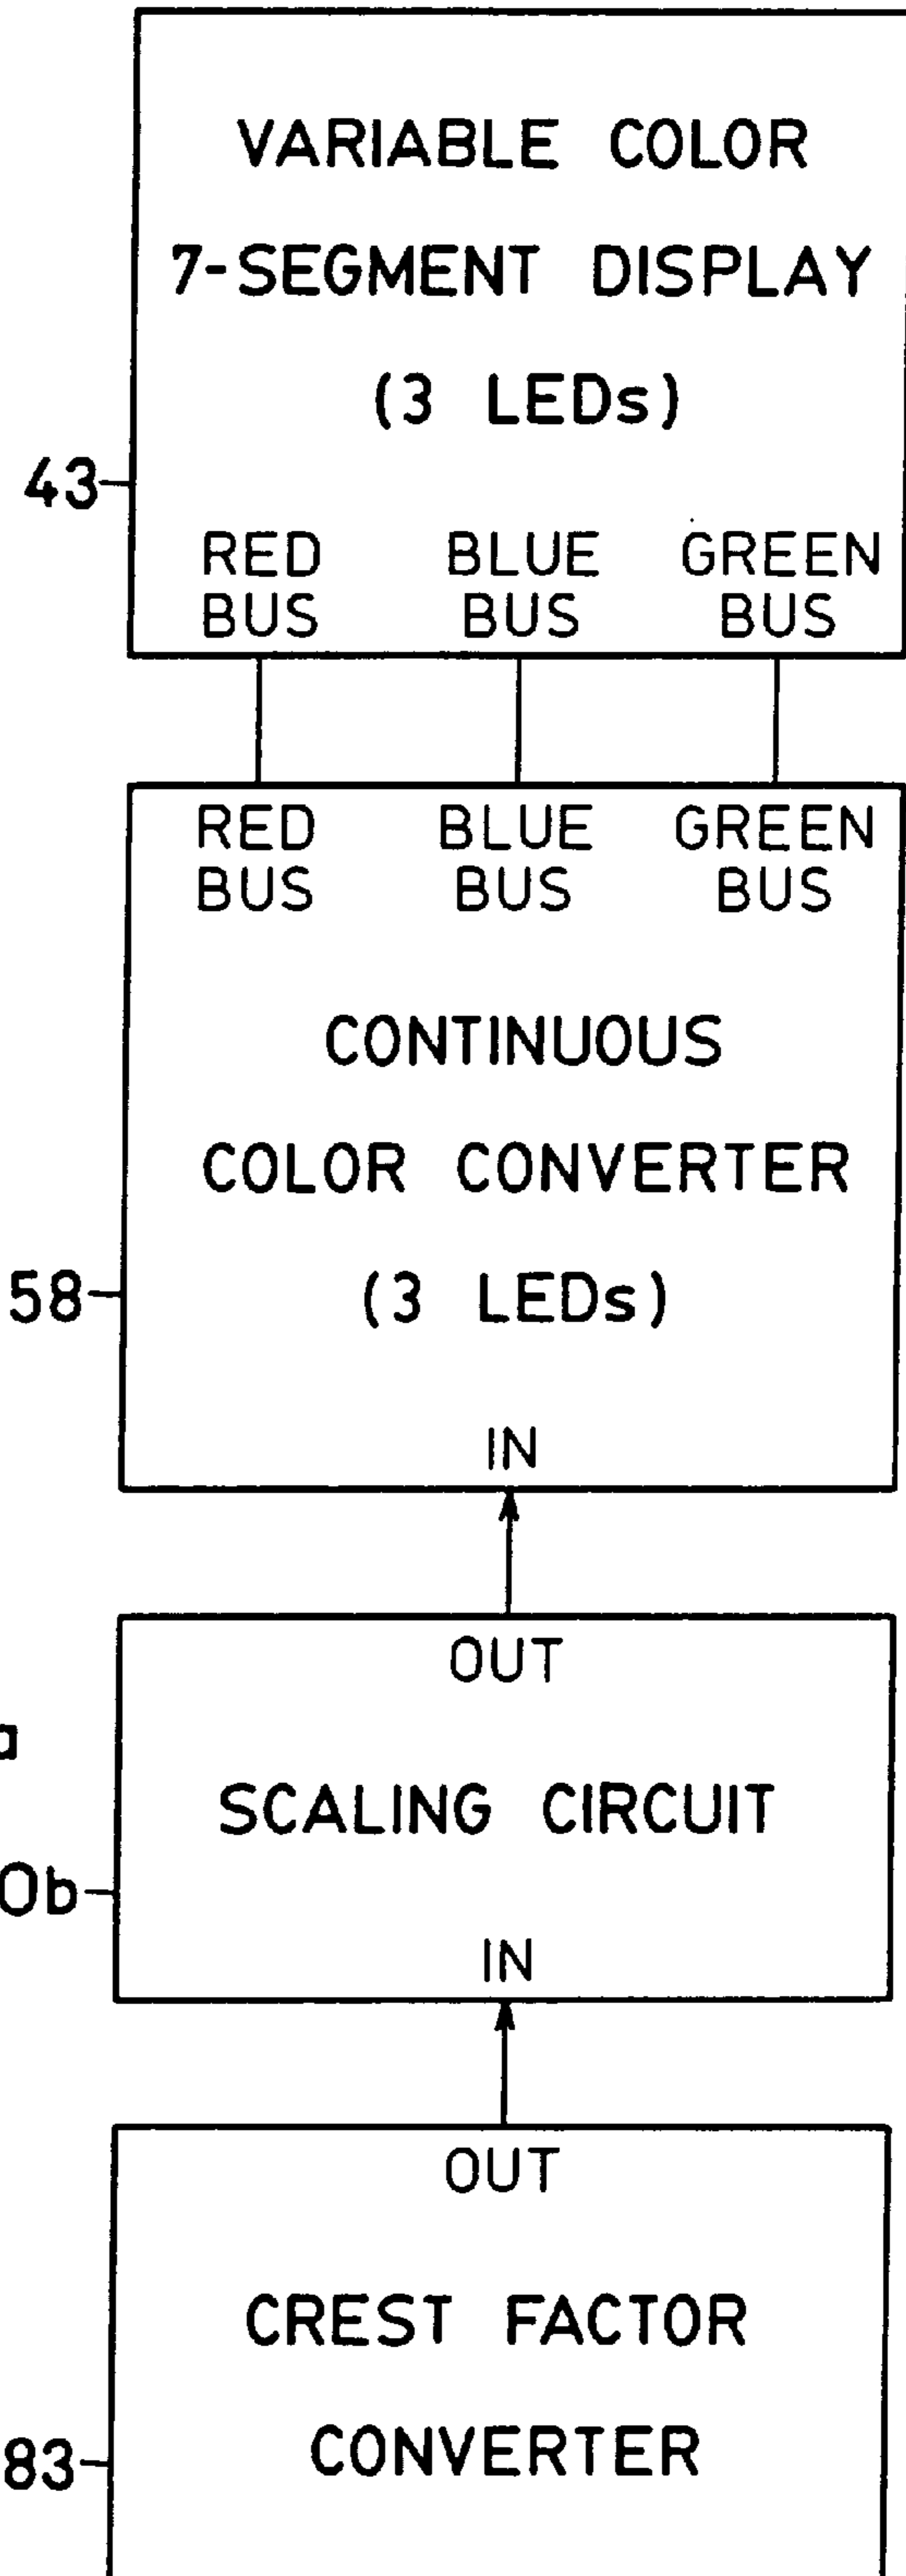 VARIABLE COLOR
7-SEGMENT DISPLAY
(3 LEDs)
43
RED BLUE GREEN
BUS BUS BUS
RED BLUE GREEN
BUS BUS BUS
CONTINUOUS
COLOR CONVERTER
58
(3 LEDs)
IN
OUT
a
SCALING CIRCUIT
0b
IN
OUT
CREST FACTOR
CONVERTER
83